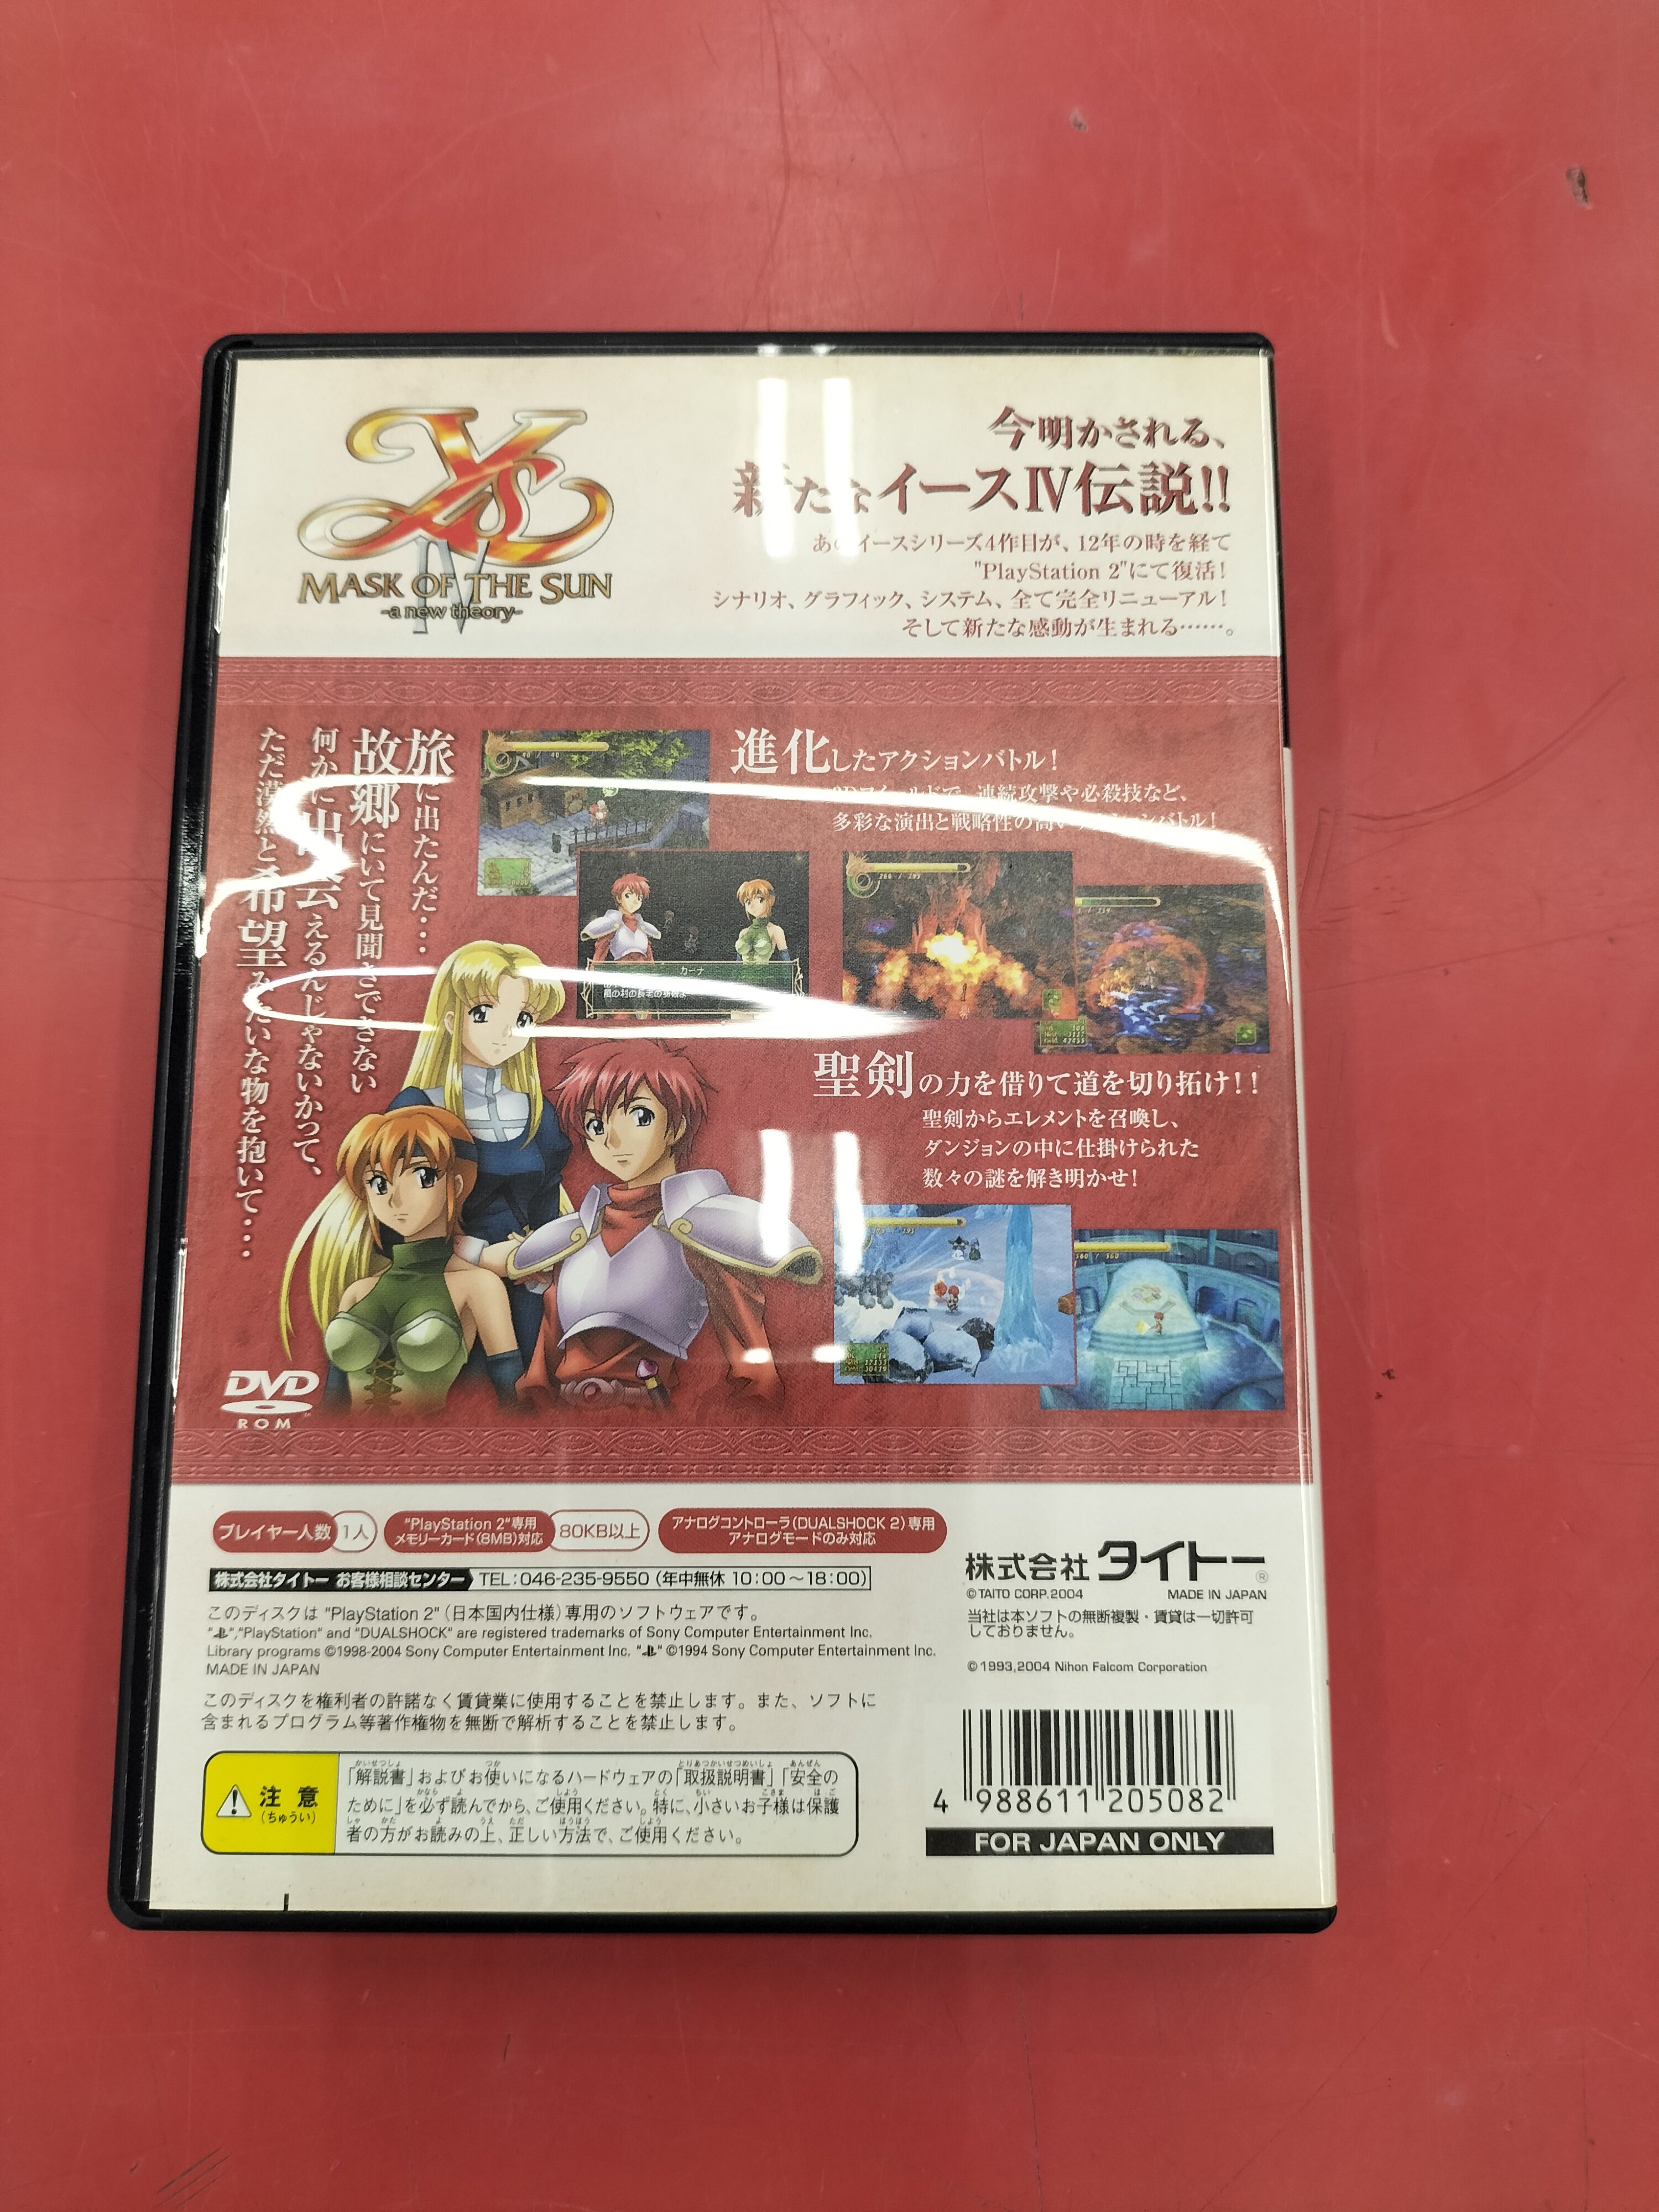 Ys
IV
MASK OF THE SUN
-a new theory-
今明かされる、
新たなイースⅣ伝説!!
あのイースシリーズ4作目が、12年の時を経て
"PlayStation 2"にて復活!
シナリオ、グラフィック、システム、全て完全リニューアル!
そして新たな感動が生まれる……。
旅に出たんだ・・・
故郷にいて見聞きできない
何かに出会えるんじゃないかって、
ただ漠然と希望みたいな物を抱いて・・・
進化したアクションバトル!
連続攻撃や必殺技など、
多彩な演出と戦略性の高い
カーナ
聖剣の力を借りて道を切り拓け!!
聖剣からエレメントを召喚し、
ダンジョンの中に仕掛けられた
数々の謎を解き明かせ!
DVD
ROM
プレイヤー人数 1人
"PlayStation 2"専用
メモリーカード(8MB)対応 80KB以上
アナログコントローラ(DUALSHOCK 2)専用
アナログモードのみ対応
株式会社タイトー お客様相談センター TEL:046-235-9550(年中無休 10:00~18:00)
このディスクは "PlayStation 2"(日本国内仕様)専用のソフトウェアです。
"PlayStation" and "DUALSHOCK" are registered trademarks of Sony Computer Entertainment Inc.
Library programs ©1998-2004 Sony Computer Entertainment Inc. ©1994 Sony Computer Entertainment Inc.
MADE IN JAPAN
このディスクを権利者の許諾なく賃貸業に使用することを禁止します。また、ソフトに
含まれるプログラム等著作権物を無断で解析することを禁止します。
株式会社タイトー®
©TAITO CORP.2004 MADE IN JAPAN
当社は本ソフトの無断複製・賃貸は一切許可
しておりません。
©1993,2004 Nihon Falcom Corporation
注意
(ちゅうい)
「解説書」およびお使いになるハードウェアの「取扱説明書」「安全の
ために」を必ず読んでから、ご使用ください。特に、小さいお子様は保護
者の方がお読みの上、正しい方法で、ご使用ください。
4 988611 205082
FOR JAPAN ONLY